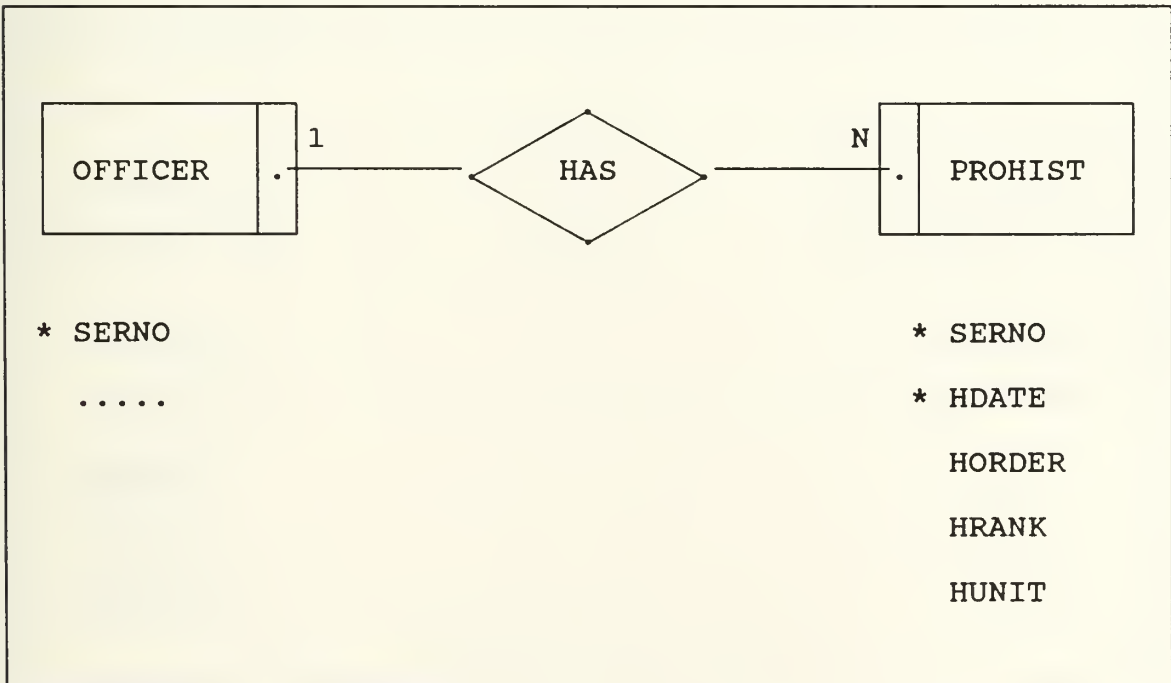 1 N
OFFICER . HAS . PROHIST
* SERNO * SERNO
..... * HDATE
HORDER
HRANK
HUNIT